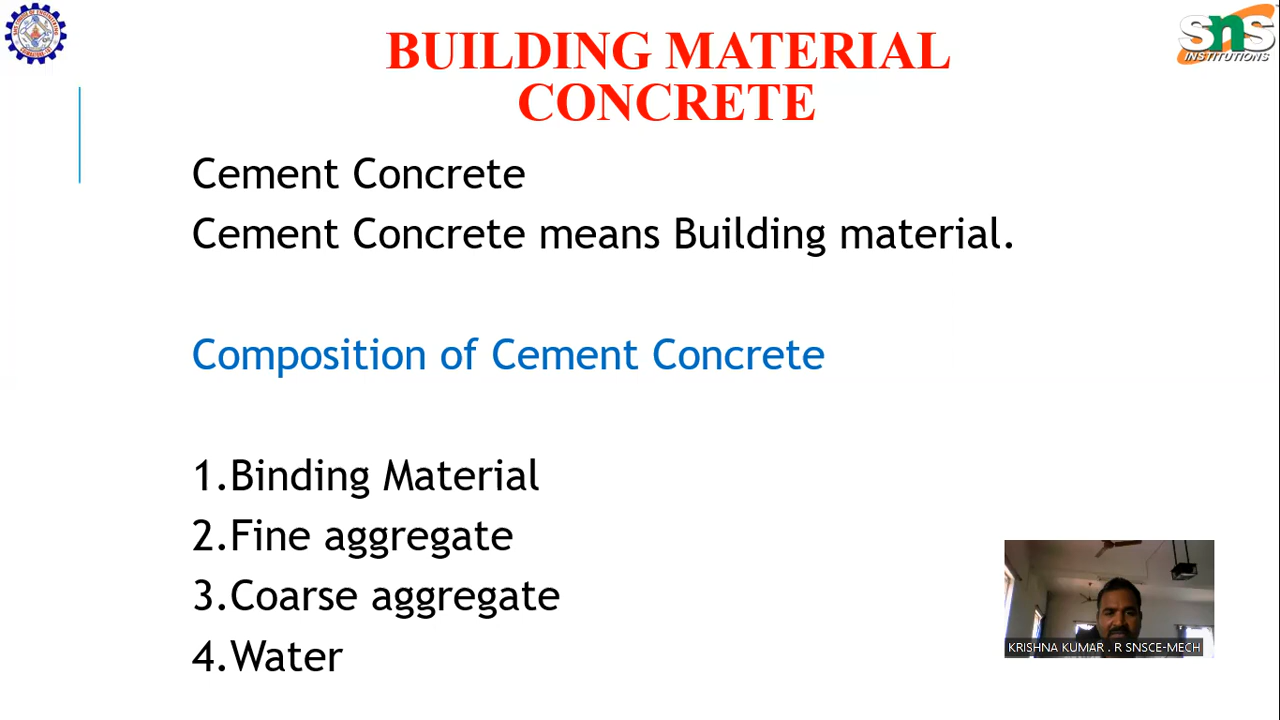 BUILDING MATERIAL
CONCRETE
sns
INSTITUTIONS
Cement Concrete
Cement Concrete means Building material.
Composition of Cement Concrete
1.Binding Material
2.Fine aggregate
3.Coarse aggregate
4.Water
KRISHNA KUMAR . R SNSCE-MECH